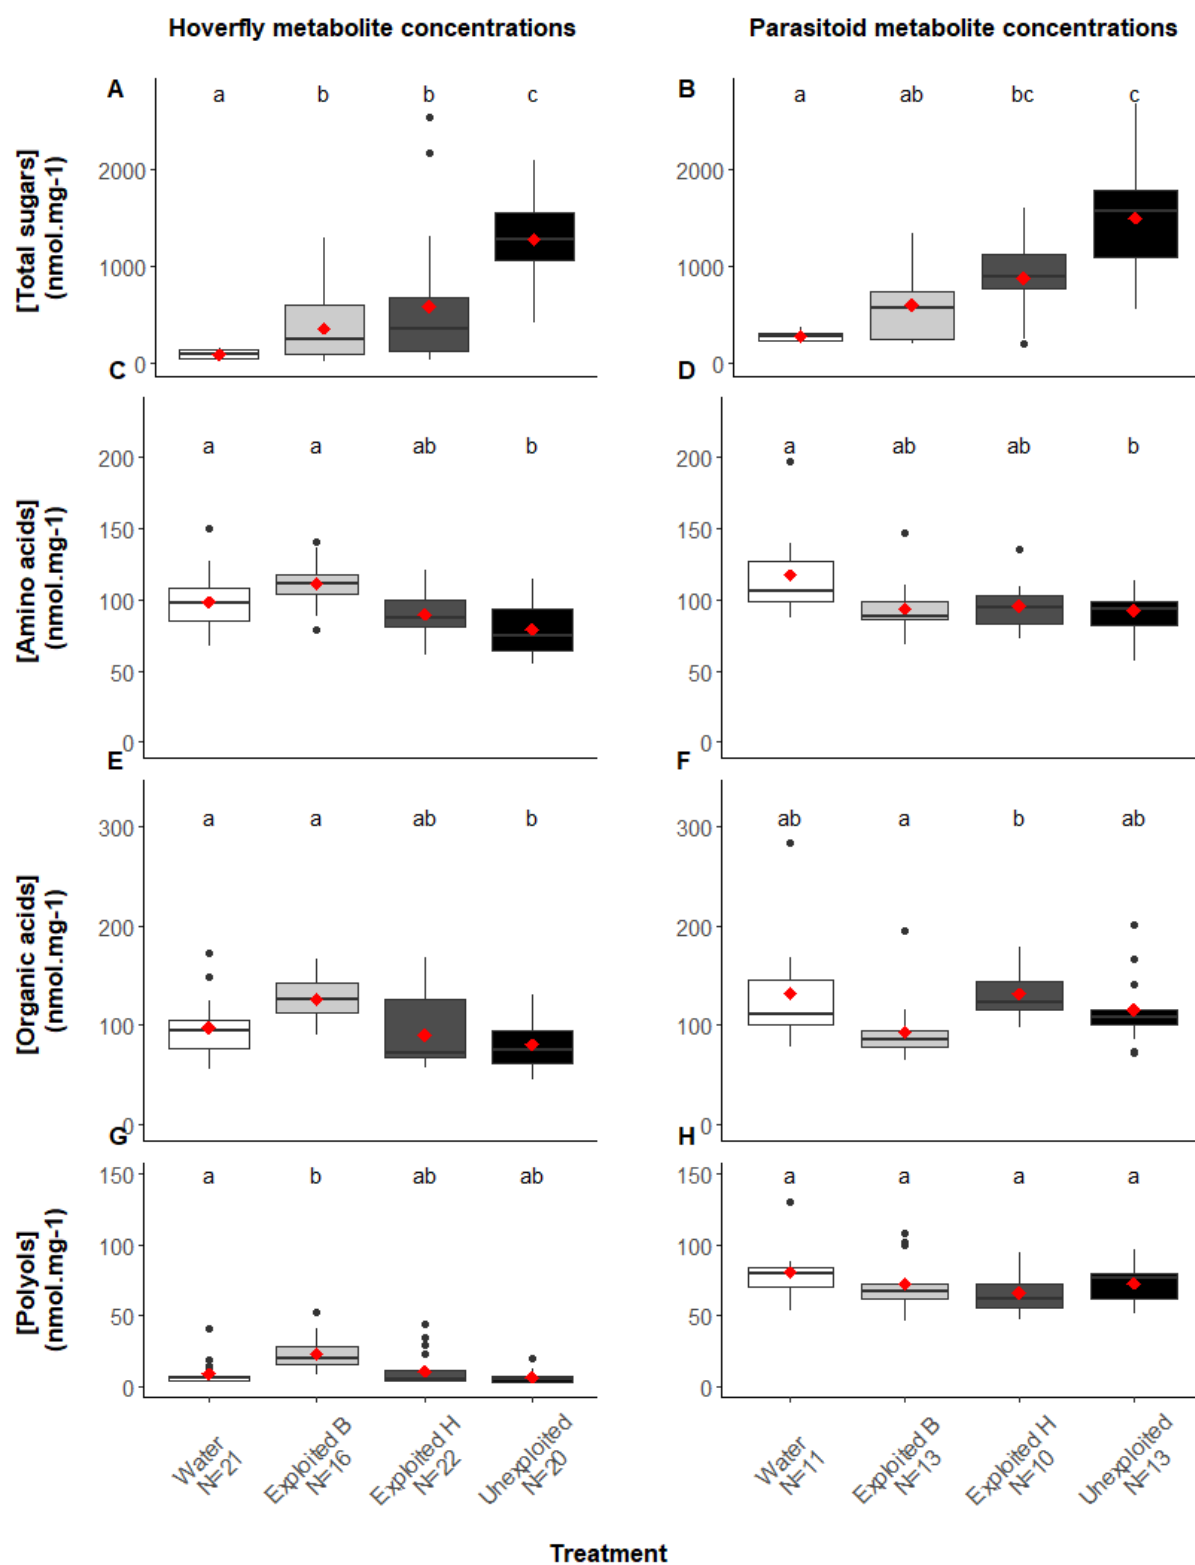 Hoverfly metabolite concentrations
Parasitoid metabolite concentrations
A
a b b c
B
a ab bc c
[Total sugars]
(nmol.mg-1)
2000
1000
0
2000
1000
0
C
a a ab b
D
a ab ab b
[Amino acids]
(nmol.mg-1)
200
150
100
50
0
200
150
100
50
0
E
a a ab b
F
ab a b ab
[Organic acids]
(nmol.mg-1)
300
200
100
0
300
200
100
0
G
a b ab ab
H
a a a a
[Polyols]
(nmol.mg-1)
150
100
50
0
150
100
50
0
Water
N=21
Exploited B
N=16
Exploited H
N=22
Unexploited
N=20
Water
N=11
Exploited B
N=13
Exploited H
N=10
Unexploited
N=13
Treatment